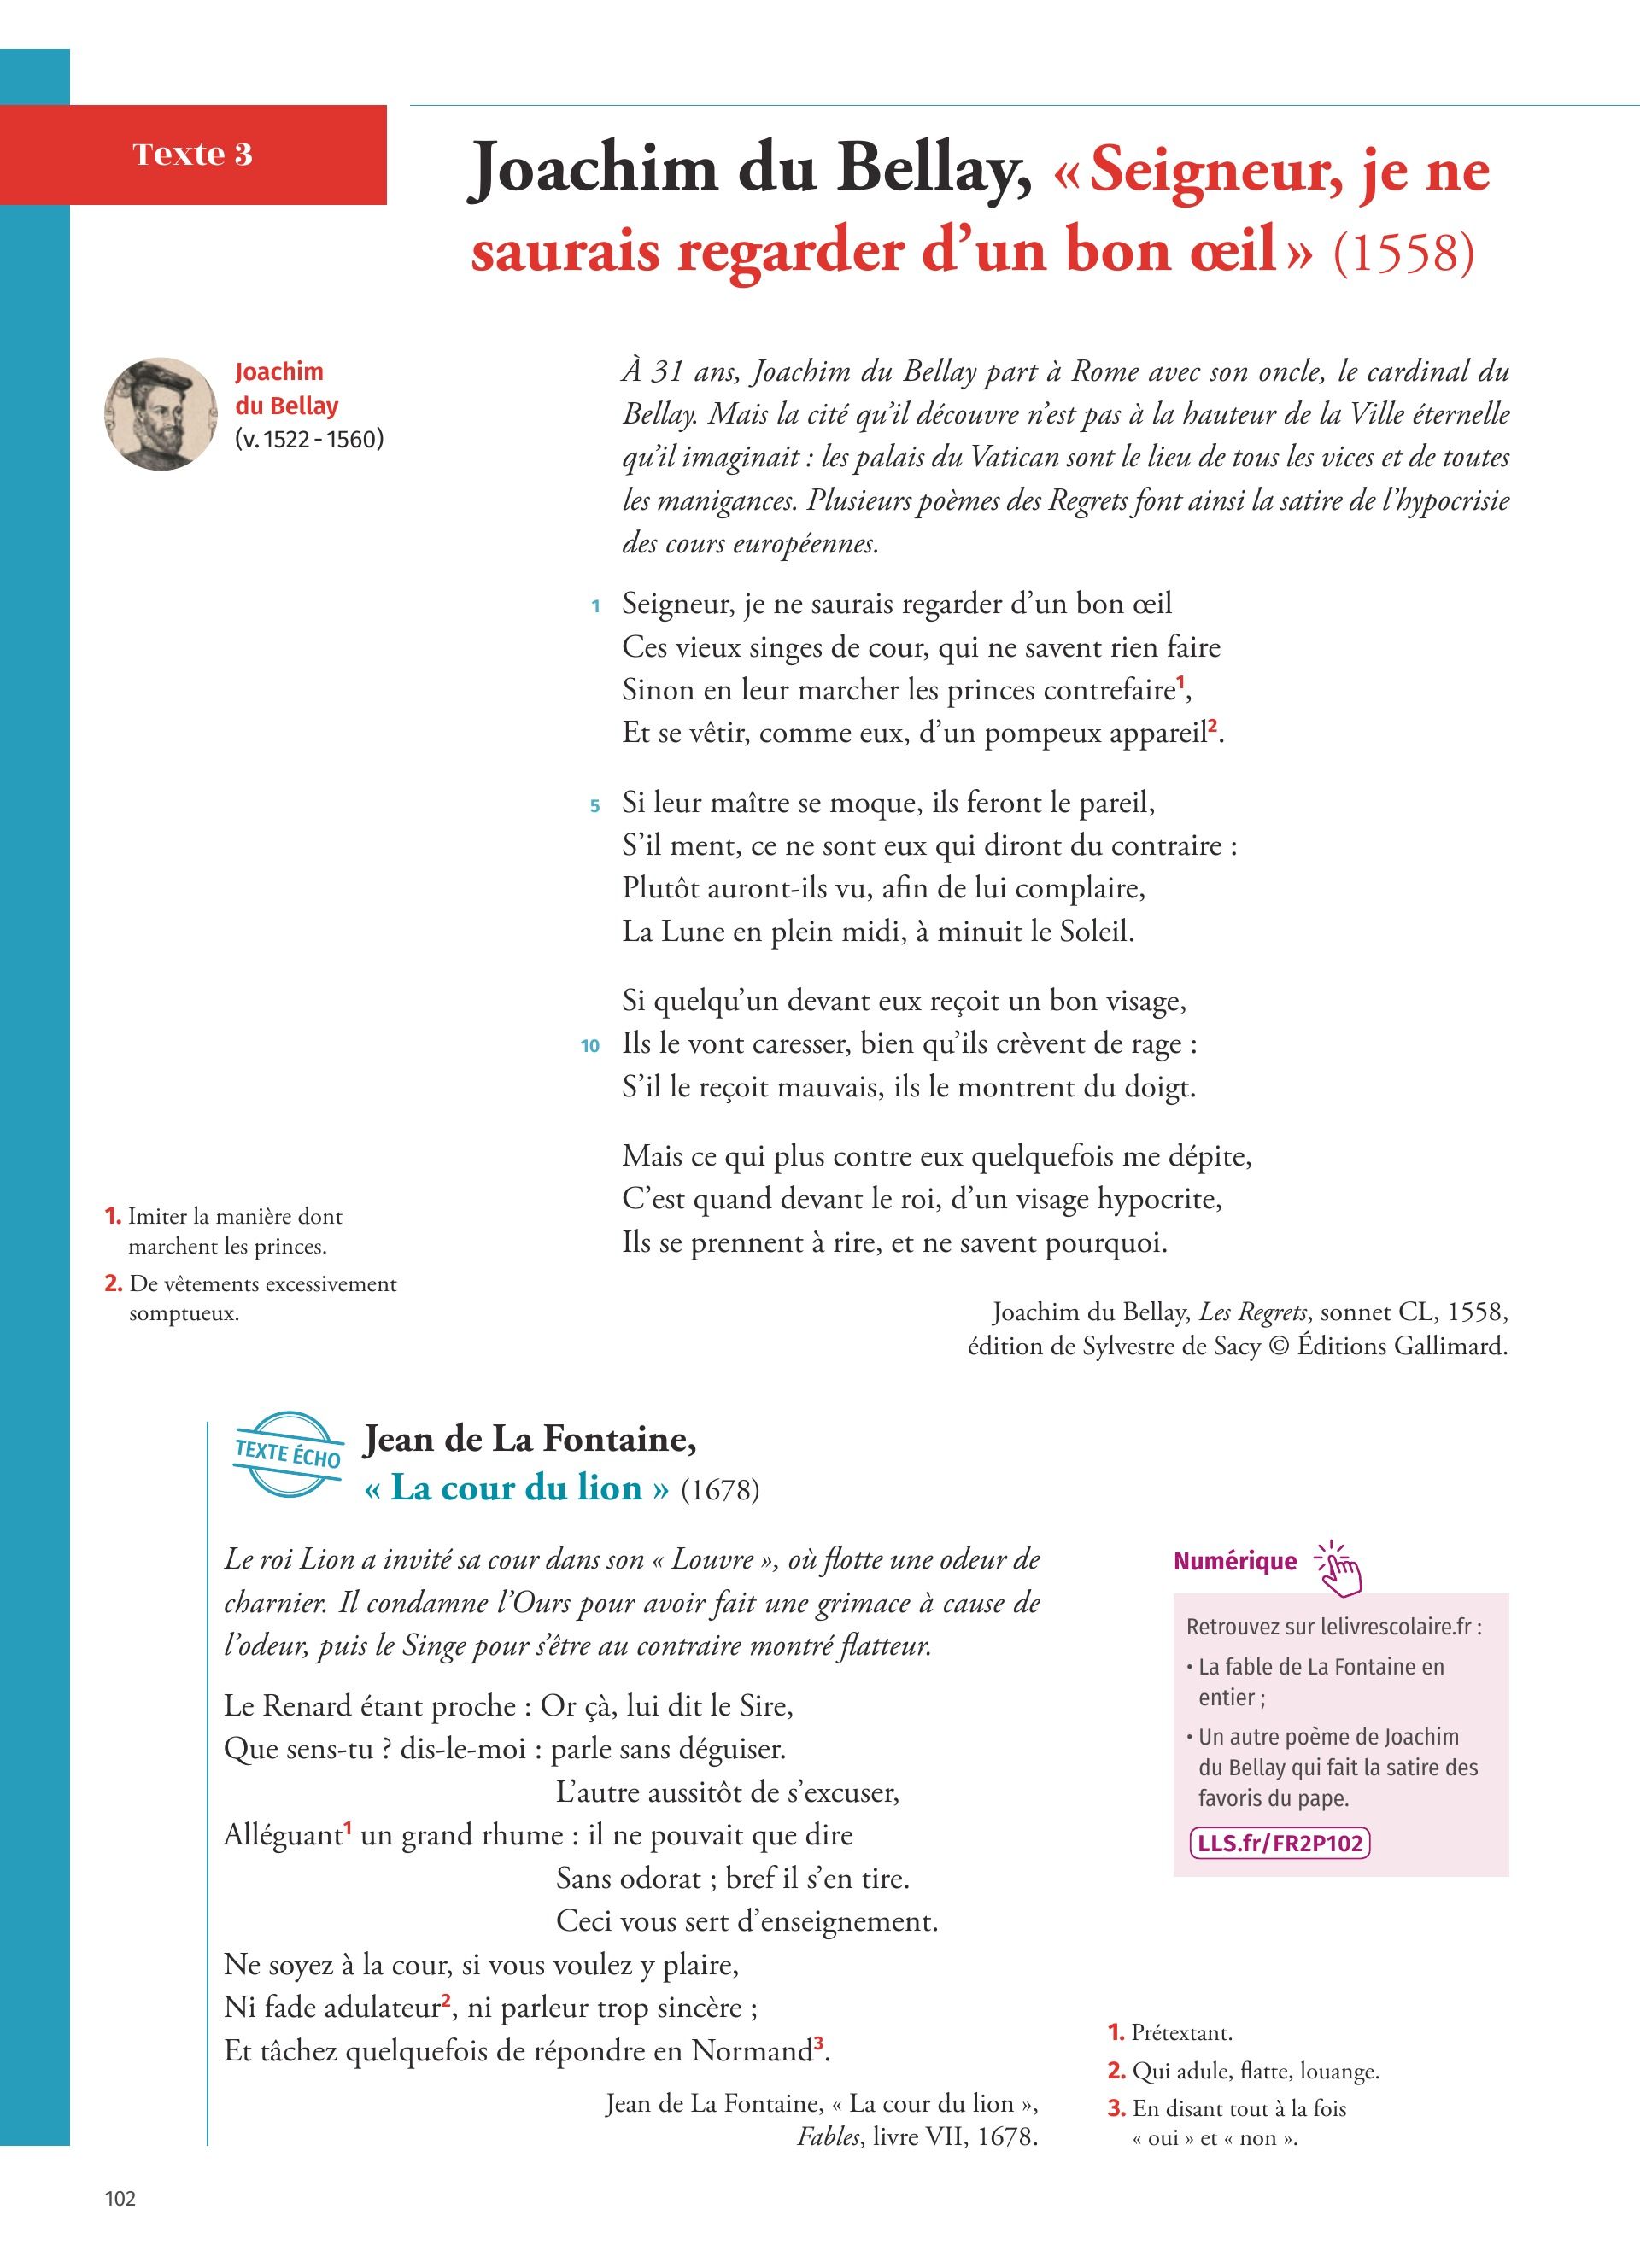 Texte 3
Joachim du Bellay, « Seigneur, je ne
saurais regarder d’un bon œil » (1558)
Joachim
du Bellay
(v. 1522 - 1560)
À 31 ans, Joachim du Bellay part à Rome avec son oncle, le cardinal du
Bellay. Mais la cité qu’il découvre n’est pas à la hauteur de la Ville éternelle
qu’il imaginait : les palais du Vatican sont le lieu de tous les vices et de toutes
les manigances. Plusieurs poèmes des Regrets font ainsi la satire de l’hypocrisie
des cours européennes.
1 Seigneur, je ne saurais regarder d’un bon œil
Ces vieux singes de cour, qui ne savent rien faire
Sinon en leur marcher les princes contrefaire1,
Et se vêtir, comme eux, d’un pompeux appareil2.
5 Si leur maître se moque, ils feront le pareil,
S’il ment, ce ne sont eux qui diront du contraire :
Plutôt auront-ils vu, afin de lui complaire,
La Lune en plein midi, à minuit le Soleil.
Si quelqu’un devant eux reçoit un bon visage,
10 Ils le vont caresser, bien qu’ils crèvent de rage :
S’il le reçoit mauvais, ils le montrent du doigt.
Mais ce qui plus contre eux quelquefois me dépite,
C’est quand devant le roi, d’un visage hypocrite,
Ils se prennent à rire, et ne savent pourquoi.
Joachim du Bellay, Les Regrets, sonnet CL, 1558,
édition de Sylvestre de Sacy © Éditions Gallimard.
1. Imiter la manière dont
marchent les princes.
2. De vêtements excessivement
somptueux.
TEXTE ÉCHO
Jean de La Fontaine,
« La cour du lion » (1678)
Le roi Lion a invité sa cour dans son « Louvre », où flotte une odeur de
charnier. Il condamne l’Ours pour avoir fait une grimace à cause de
l’odeur, puis le Singe pour s’être au contraire montré flatteur.
Le Renard étant proche : Or çà, lui dit le Sire,
Que sens-tu ? dis-le-moi : parle sans déguiser.
L’autre aussitôt de s’excuser,
Alléguant1 un grand rhume : il ne pouvait que dire
Sans odorat ; bref il s’en tire.
Ceci vous sert d’enseignement.
Ne soyez à la cour, si vous voulez y plaire,
Ni fade adulateur2, ni parleur trop sincère ;
Et tâchez quelquefois de répondre en Normand3.
Jean de La Fontaine, « La cour du lion »,
Fables, livre VII, 1678.
Numérique
Retrouvez sur lelivrescolaire.fr :
• La fable de La Fontaine en
entier ;
• Un autre poème de Joachim
du Bellay qui fait la satire des
favoris du pape.
LLS.fr/FR2P102
1. Prétextant.
2. Qui adule, flatte, louange.
3. En disant tout à la fois
« oui » et « non ».
102